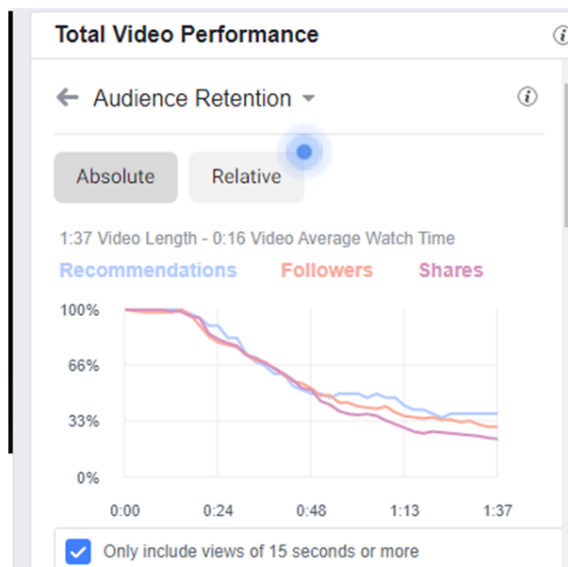 Total Video Performance
Audience Retention
Absolute Relative
1:37 Video Length - 0:16 Video Average Watch Time
Recommendations Followers Shares
100%
66%
33%
0%
0:00 0:24 0:48 1:13 1:37
Only include views of 15 seconds or more